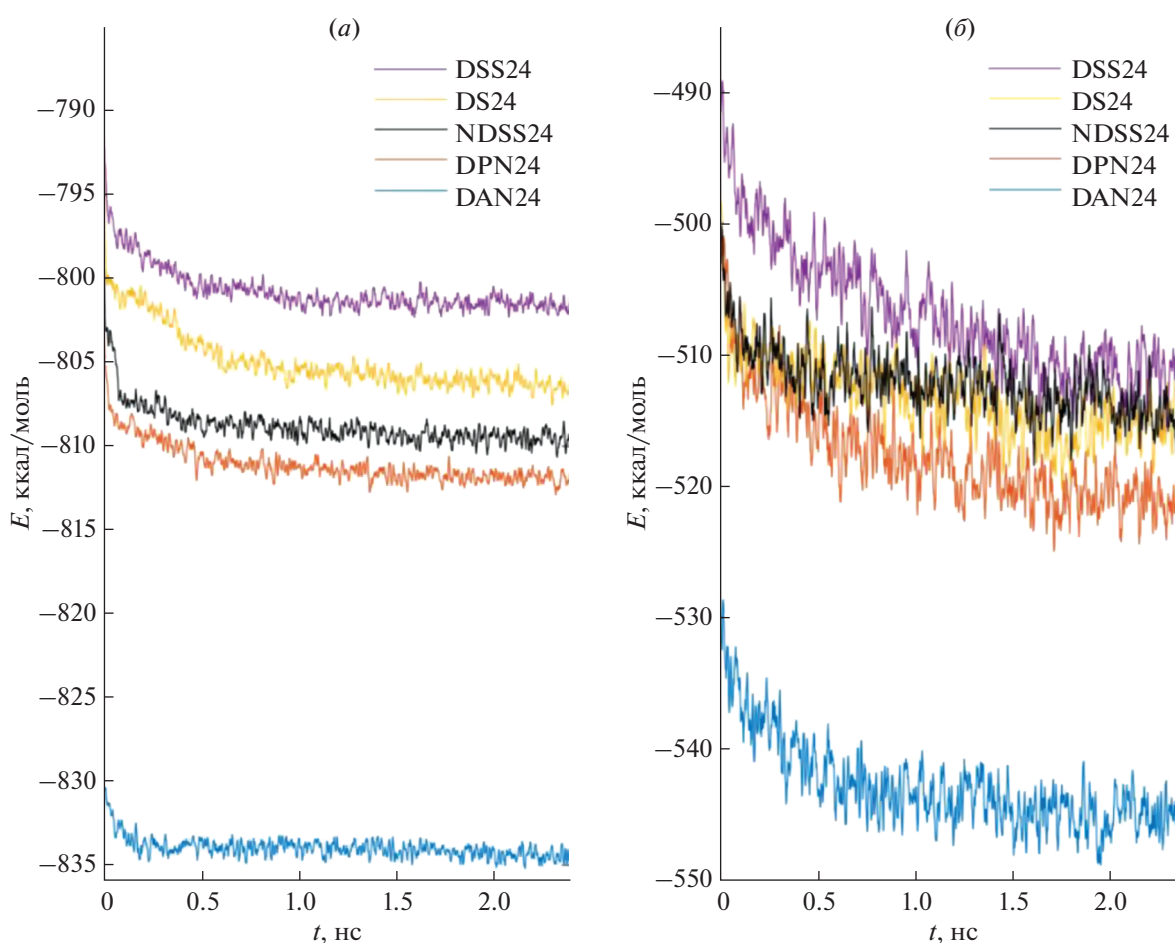 (а)
DSS24
DS24
NDSS24
DPN24
DAN24
−790
−795
−800
−805
−810
−815
−820
−825
−830
−835
E, ккал/моль
0
0.5
1.0
1.5
2.0
t, нс
(б)
DSS24
DS24
NDSS24
DPN24
DAN24
−490
−500
−510
−520
−530
−540
−550
E, ккал/моль
0
0.5
1.0
1.5
2.0
t, нс